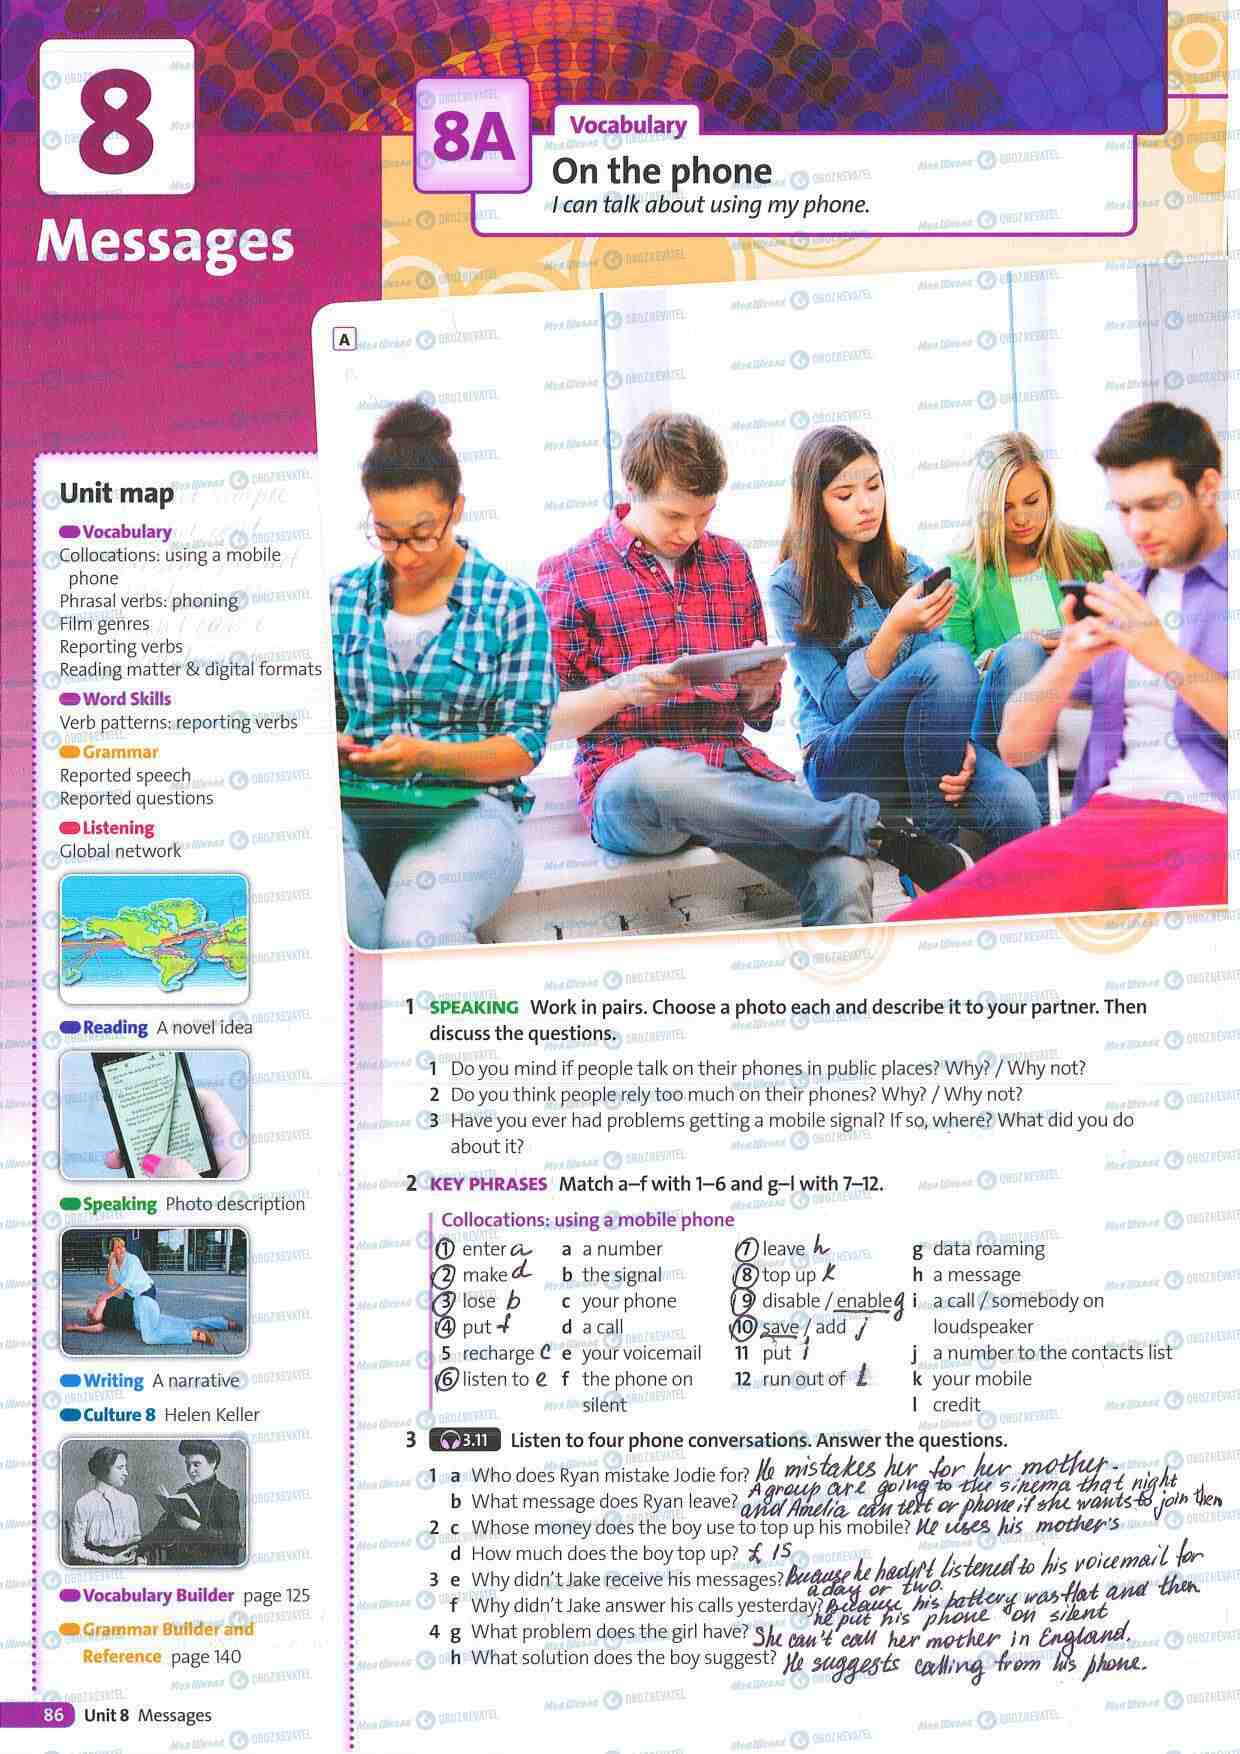 8
Messages
8A
Vocabulary
On the phone
I can talk about using my phone.
A
Unit map
Vocabulary
Collocations: using a mobile
phone
Phrasal verbs: phoning
Film genres
Reporting verbs
Reading matter & digital formats
Word Skills
Verb patterns: reporting verbs
Grammar
Reported speech
Reported questions
Listening
Global network
Reading A novel idea
Speaking Photo description
Writing A narrative
Culture 8 Helen Keller
Vocabulary Builder page 125
Grammar Builder and
Reference page 140
1 SPEAKING Work in pairs. Choose a photo each and describe it to your partner. Then
discuss the questions.
1 Do you mind if people talk on their phones in public places? Why? / Why not?
2 Do you think people rely too much on their phones? Why? / Why not?
3 Have you ever had problems getting a mobile signal? If so, where? What did you do
about it?
2 KEY PHRASES Match a–f with 1–6 and g–l with 7–12.
Collocations: using a mobile phone
1 enter a
2 make d
3 lose b
4 put f
5 recharge c
6 listen to e
a a number
b the signal
c your phone
d a call
e your voicemail
f the phone on
silent
7 leave h
8 top up k
9 disable / enable g
10 save / add j
11 put i
12 run out of l
g data roaming
h a message
i a call / somebody on
loudspeaker
j a number to the contacts list
k your mobile
l credit
3 3.11 Listen to four phone conversations. Answer the questions.
1 a Who does Ryan mistake Jodie for? He mistakes her for her mother.
A group are going to the sinema that night
b What message does Ryan leave? and Amelia can text or phone if she wants to join them
2 c Whose money does the boy use to top up his mobile? He uses his mother's
d How much does the boy top up? £ 15
3 e Why didn't Jake receive his messages? Because he hadn't listened to his voicemail for
a day or two.
f Why didn't Jake answer his calls yesterday? Because his battery was flat and then
he put his phone on silent
4 g What problem does the girl have? She can't call her mother in England.
h What solution does the boy suggest? He suggests calling from his phone.
86 Unit 8 Messages